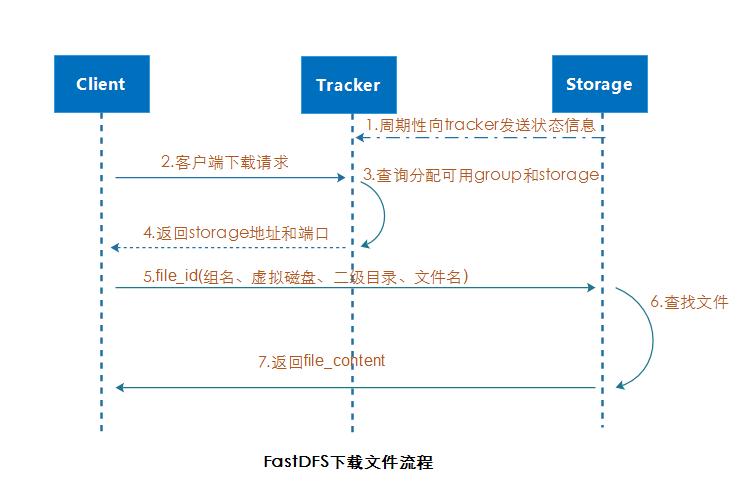 Client
Tracker
Storage
1.周期性向tracker发送状态信息
2.客户端下载请求
3.查询分配可用group和storage
4.返回storage地址和端口
5.file_id(组名、虚拟磁盘、二级目录、文件名)
6.查找文件
7.返回file_content
FastDFS下载文件流程